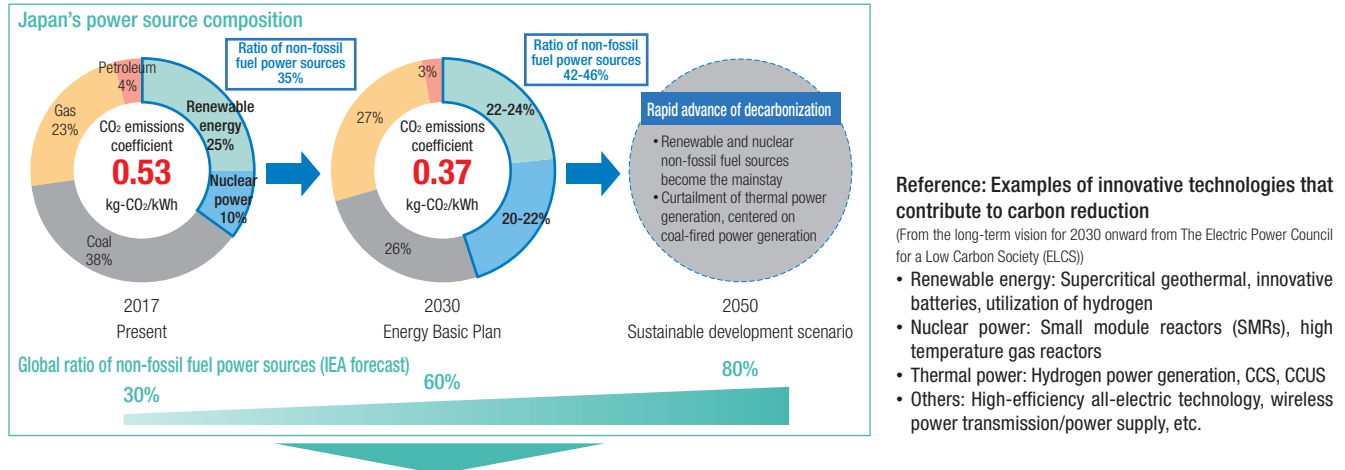 Japan's power source composition
Ratio of non-fossil
fuel power sources
35%
Ratio of non-fossil
fuel power sources
42-46%
Petroleum
4%
Gas
23%
Renewable
energy
25%
CO₂ emissions
coefficient
0.53
kg-CO₂/kWh
Nuclear
power
10%
Coal
38%
2017
Present
3%
27%
22-24%
CO₂ emissions
coefficient
0.37
kg-CO₂/kWh
20-22%
26%
2030
Energy Basic Plan
Rapid advance of decarbonization
• Renewable and nuclear
non-fossil fuel sources
become the mainstay
• Curtailment of thermal power
generation, centered on
coal-fired power generation
2050
Sustainable development scenario
Global ratio of non-fossil fuel power sources (IEA forecast)
30%
60%
80%
Reference: Examples of innovative technologies that
contribute to carbon reduction
(From the long-term vision for 2030 onward from The Electric Power Council
for a Low Carbon Society (ELCS))
• Renewable energy: Supercritical geothermal, innovative
batteries, utilization of hydrogen
• Nuclear power: Small module reactors (SMRs), high
temperature gas reactors
• Thermal power: Hydrogen power generation, CCS, CCUS
• Others: High-efficiency all-electric technology, wireless
power transmission/power supply, etc.